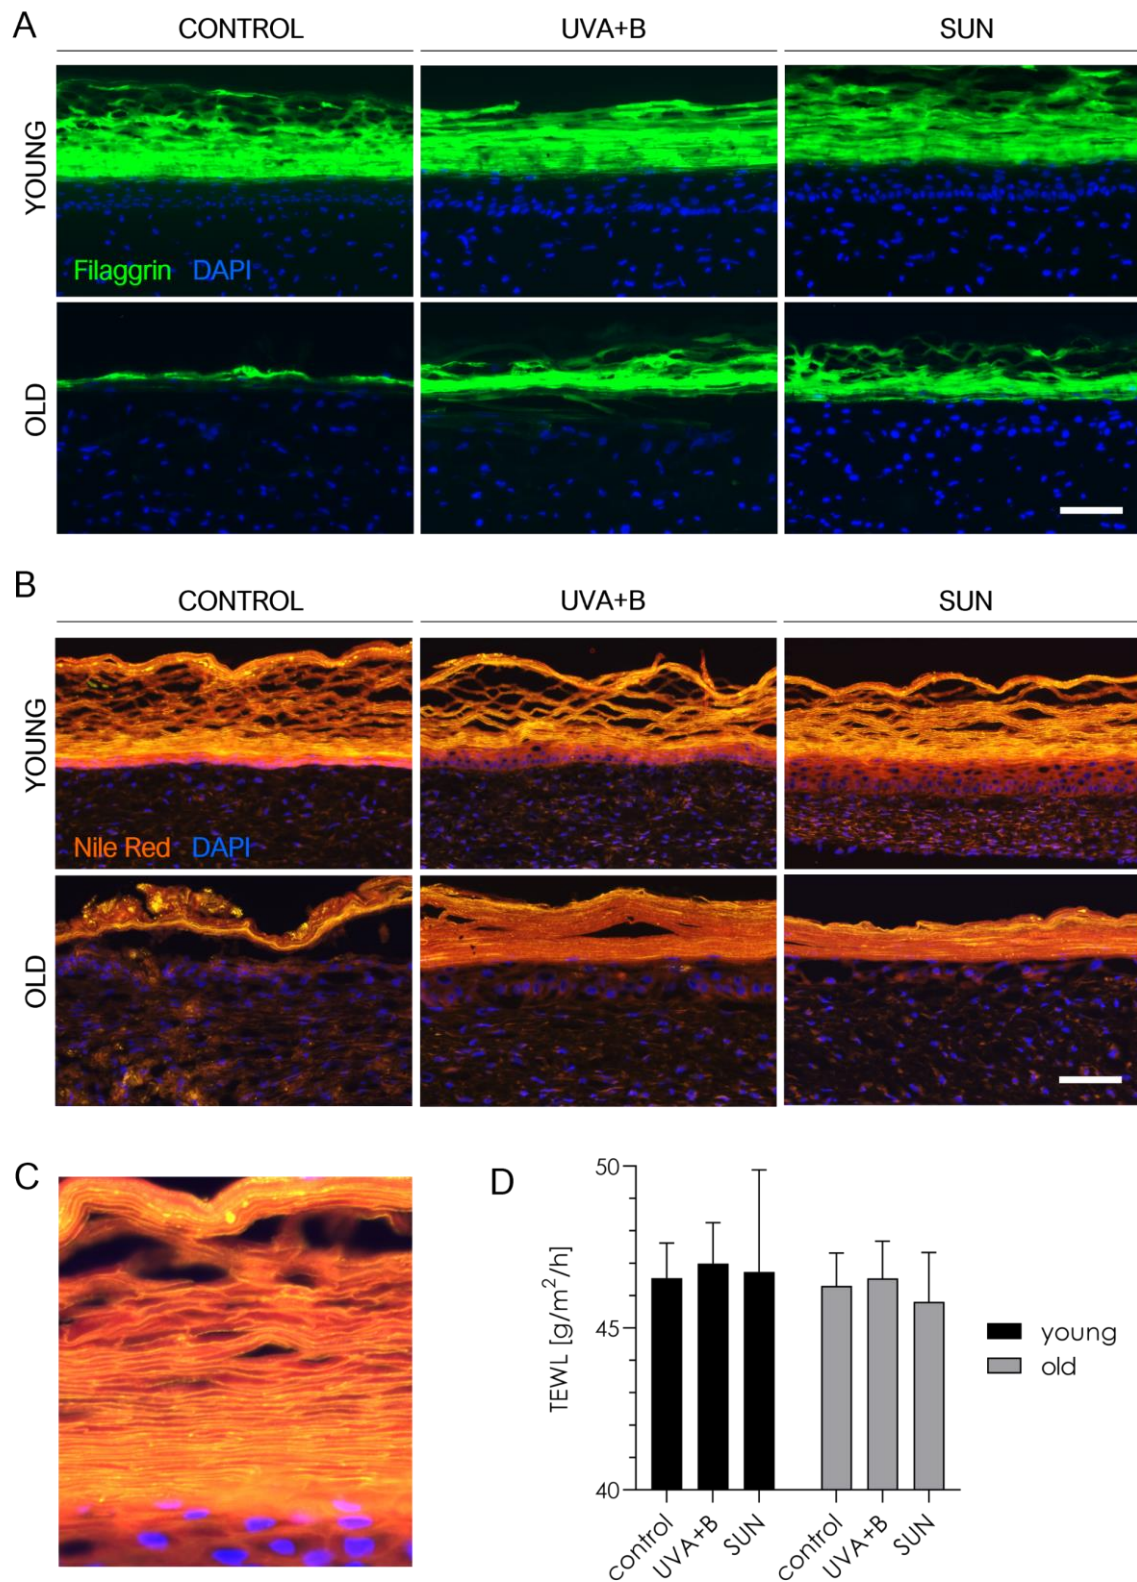 A
CONTROL UVA+B SUN
YOUNG
Filaggrin DAPI
OLD
B
CONTROL UVA+B SUN
YOUNG
Nile Red DAPI
OLD
C
D
50
45
40
TEWL [g/m²/h]
control UVA+B SUN control UVA+B SUN
young
old